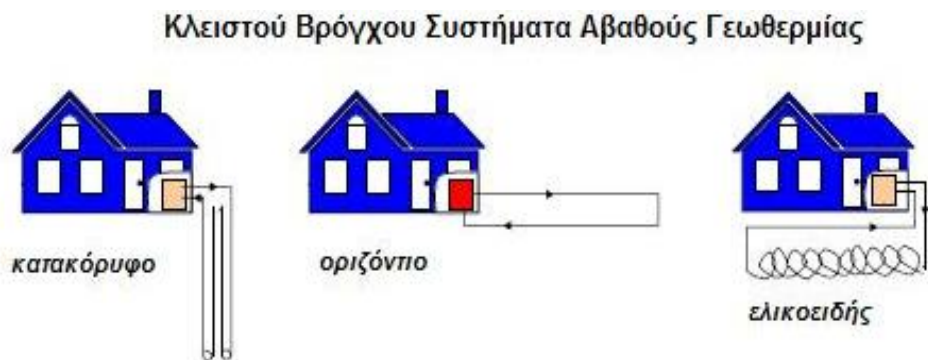 Κλειστού Βρόγχου Συστήματα Αβαθούς Γεωθερμίας
κατακόρυφο
οριζόντιο
ελικοειδής